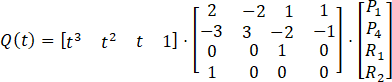 Q(t) = [t³ t² t 1] · [2 -2 1 1
-3 3 -2 -1
0 0 1 0
1 0 0 0] · [P₁
P₄
R₁
R₂]